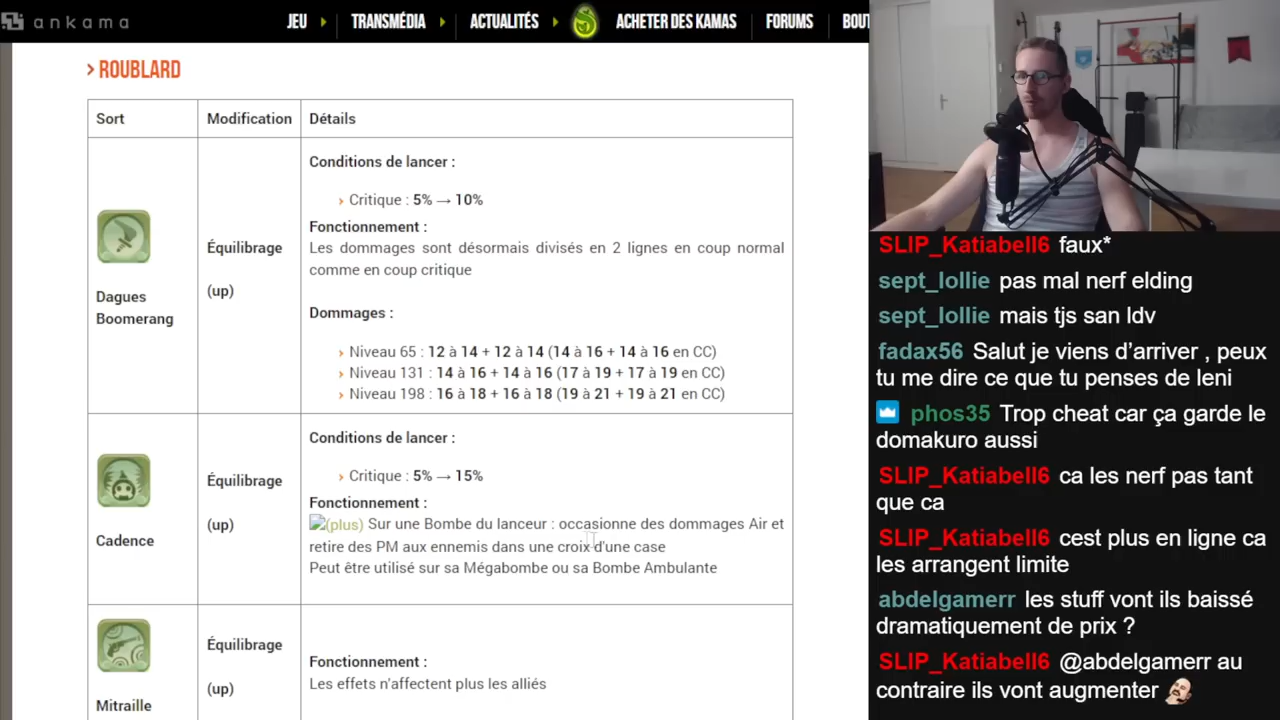 ankama
JEU
TRANSMÉDIA
ACTUALITÉS
ACHETER DES KAMAS
FORUMS
BOUT
> ROUBLARD
Sort
Modification
Détails
Dagues
Boomerang
Équilibrage
(up)
Conditions de lancer :
› Critique : 5% → 10%
Fonctionnement :
Les dommages sont désormais divisés en 2 lignes en coup normal
comme en coup critique
Dommages :
› Niveau 65 : 12 à 14 + 12 à 14 (14 à 16 + 14 à 16 en CC)
› Niveau 131 : 14 à 16 + 14 à 16 (17 à 19 + 17 à 19 en CC)
› Niveau 198 : 16 à 18 + 16 à 18 (19 à 21 + 19 à 21 en CC)
Cadence
Équilibrage
(up)
Conditions de lancer :
› Critique : 5% → 15%
Fonctionnement :
(plus) Sur une Bombe du lanceur : occasionne des dommages Air et
retire des PM aux ennemis dans une croix d'une case
Peut être utilisé sur sa Mégabombe ou sa Bombe Ambulante
Mitraille
Équilibrage
(up)
Fonctionnement :
Les effets n'affectent plus les alliés
SLIP_Katiabell6 faux*
sept_lollie pas mal nerf elding
sept_lollie mais tjs san ldv
fadax56 Salut je viens d’arriver , peux
tu me dire ce que tu penses de leni
phos35 Trop cheat car ça garde le
domakuro aussi
SLIP_Katiabell6 ca les nerf pas tant
que ca
SLIP_Katiabell6 cest plus en ligne ca
les arrangent limite
abdelgamerr les stuff vont ils baissé
dramatiquement de prix ?
SLIP_Katiabell6 @abdelgamerr au
contraire ils vont augmenter